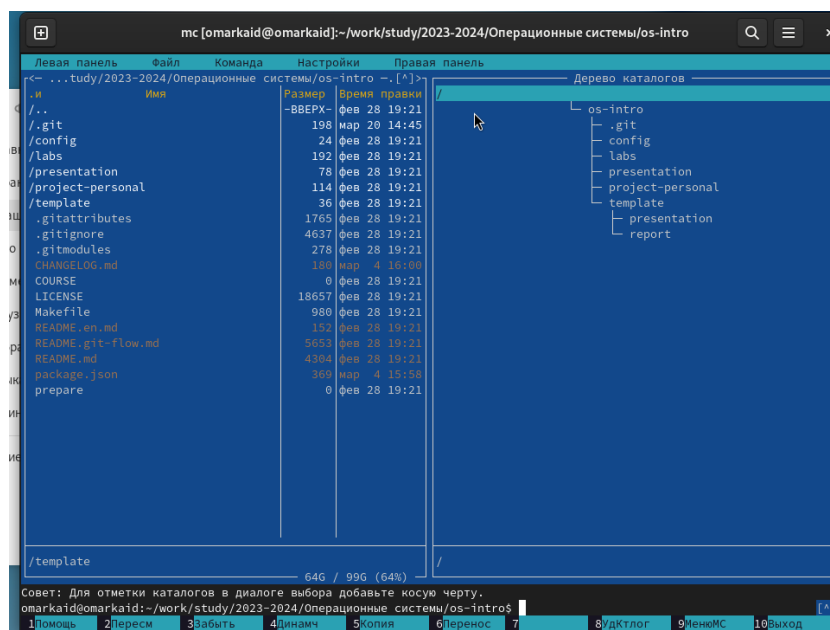 mc [omarkaid@omarkaid]:~/work/study/2023-2024/Операционные системы/os-intro
Левая панель Файл Команда Настройки Правая панель
<— ...tudy/2023-2024/Операционные системы/os-intro —.[^]>
.и Имя Размер Время правки
/.. -ВВЕРХ- фев 28 19:21
/.git 198 мар 20 14:45
/config 24 фев 28 19:21
/labs 192 фев 28 19:21
/presentation 78 фев 28 19:21
/project-personal 114 фев 28 19:21
/template 36 фев 28 19:21
.gitattributes 1765 фев 28 19:21
.gitignore 4637 фев 28 19:21
.gitmodules 278 фев 28 19:21
CHANGELOG.md 180 мар 4 16:00
COURSE 0 фев 28 19:21
LICENSE 18657 фев 28 19:21
Makefile 980 фев 28 19:21
README.en.md 152 фев 28 19:21
README.git-flow.md 5653 фев 28 19:21
README.md 4304 фев 28 19:21
package.json 369 мар 4 15:58
prepare 0 фев 28 19:21
/template
64G / 99G (64%)
Дерево каталогов
/
os-intro
.git
config
labs
presentation
project-personal
template
presentation
report
/
Совет: Для отметки каталогов в диалоге выбора добавьте косую черту.
omarkaid@omarkaid:~/work/study/2023-2024/Операционные системы/os-intro$
[^
1Помощь 2Пересм 3Забыть 4Динамч 5Копия 6Перенос 7 8УдКтлог 9МенюМС 10Выход